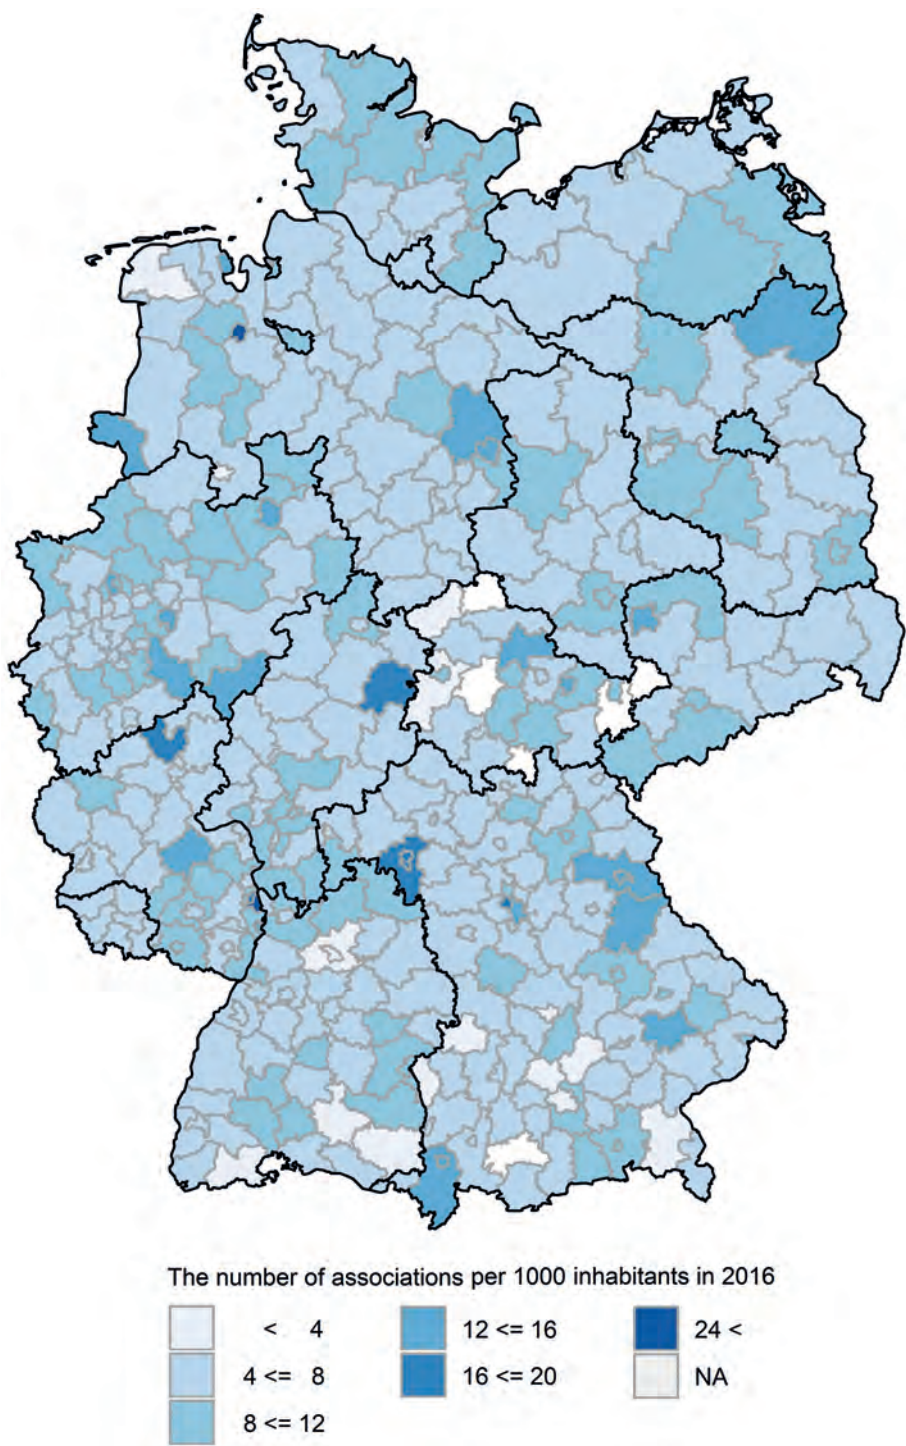 The number of associations per 1000 inhabitants in 2016
< 4
4 <= 8
8 <= 12
12 <= 16
16 <= 20
24 <
NA